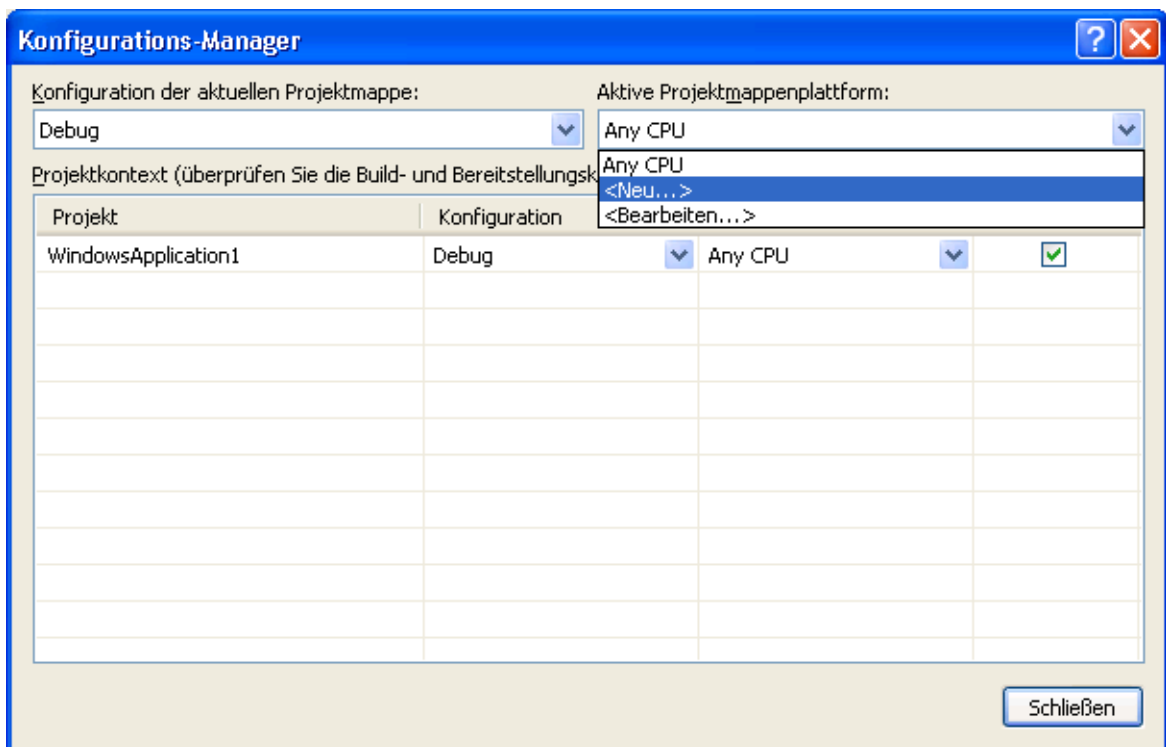 Konfigurations-Manager
Konfiguration der aktuellen Projektmappe:
Aktive Projektmappenplattform:
Debug
Any CPU
Projektkontext (überprüfen Sie die Build- und
Any CPU
<Neu...>
<Bearbeiten...>
Projekt
Konfiguration
WindowsApplication1
Debug
Any CPU
Schließen